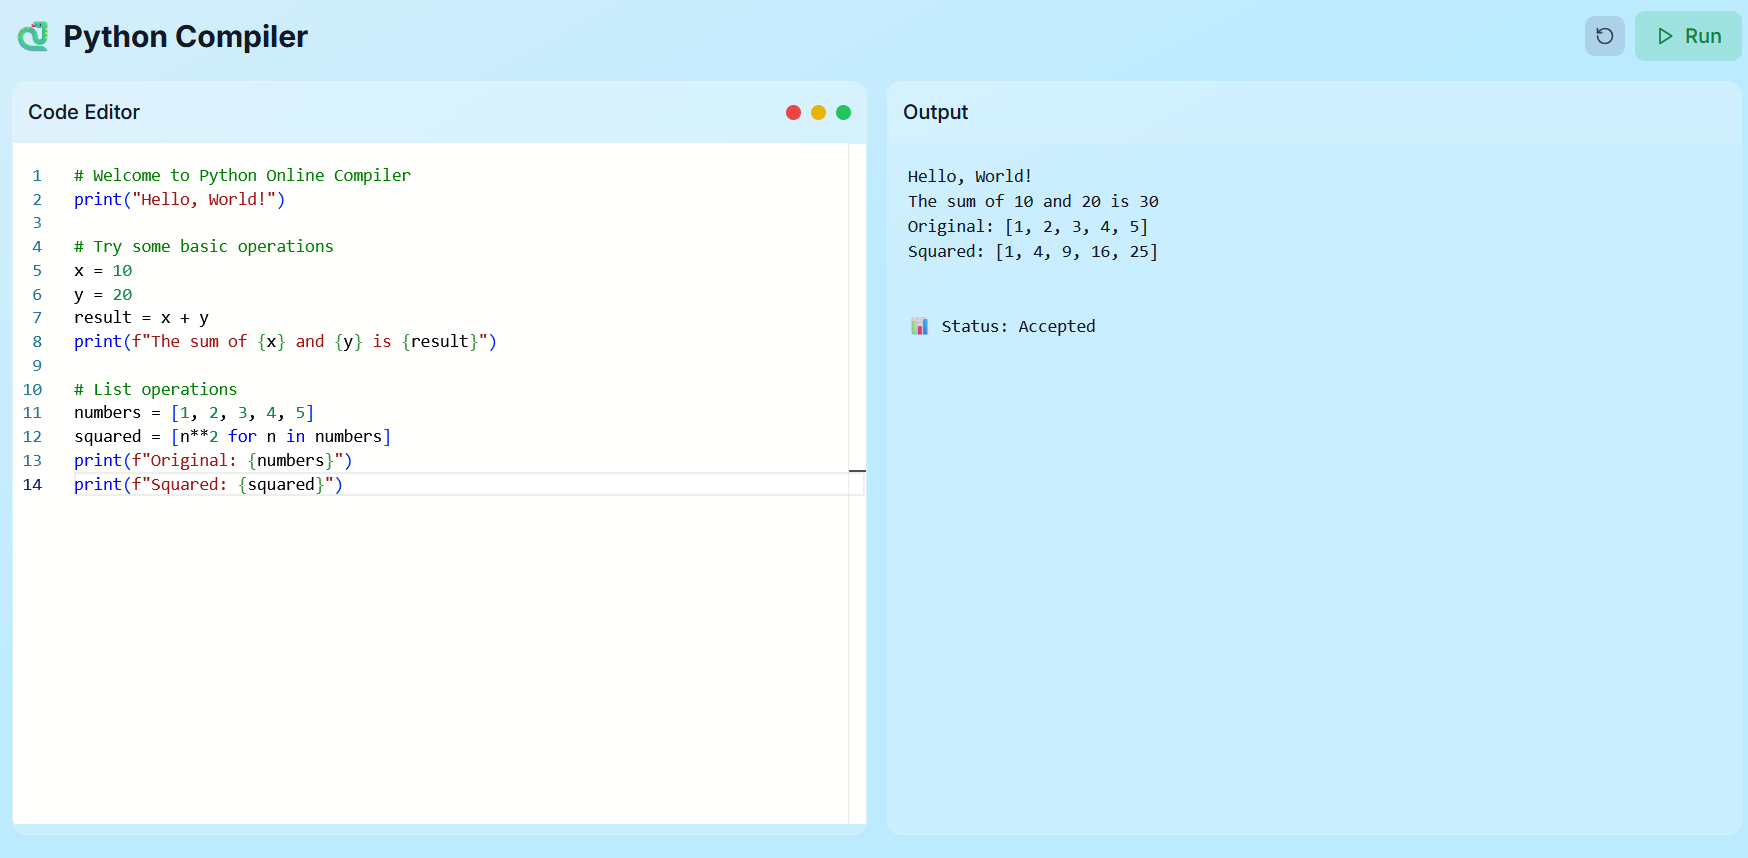 Python Compiler
Run
Code Editor
1 # Welcome to Python Online Compiler
2 print("Hello, World!")
3
4 # Try some basic operations
5 x = 10
6 y = 20
7 result = x + y
8 print(f"The sum of {x} and {y} is {result}")
9
10 # List operations
11 numbers = [1, 2, 3, 4, 5]
12 squared = [n**2 for n in numbers]
13 print(f"Original: {numbers}")
14 print(f"Squared: {squared}")
Output
Hello, World!
The sum of 10 and 20 is 30
Original: [1, 2, 3, 4, 5]
Squared: [1, 4, 9, 16, 25]
📊 Status: Accepted